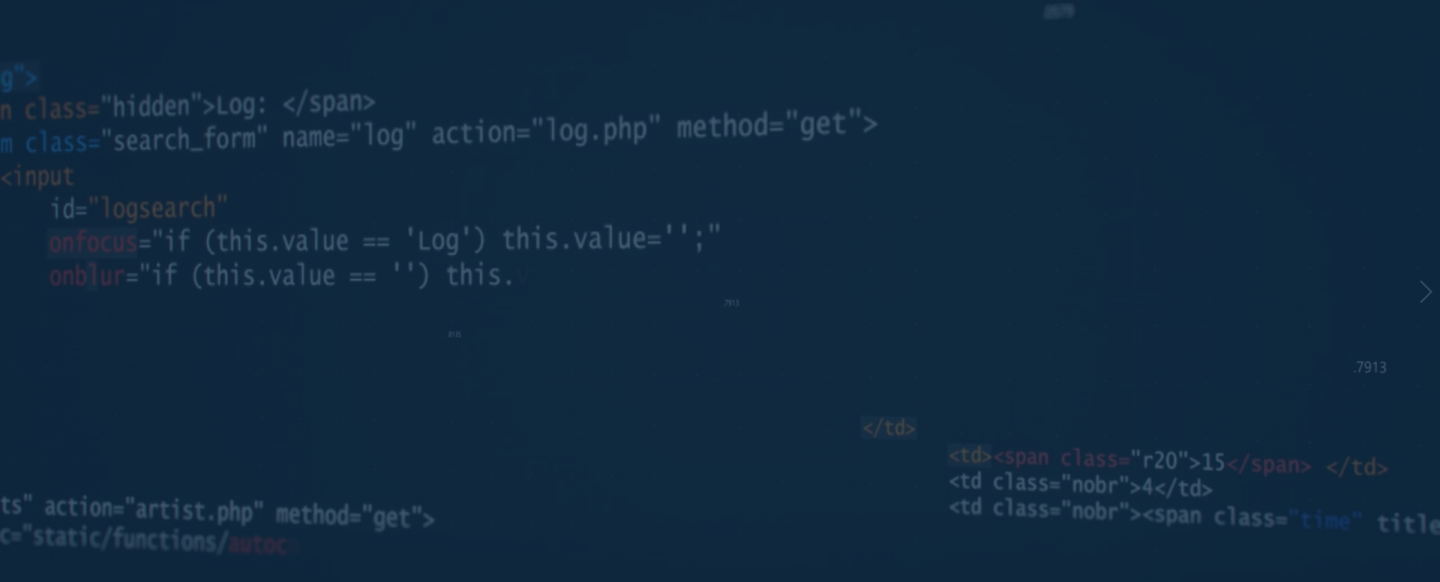 g">
n class="hidden">Log: </span>
m class="search_form" name="log" action="log.php" method="get">
<input
id="logsearch"
onfocus="if (this.value == 'Log') this.value='';"
onblur="if (this.value == '') this.
.7913
</td>
<td><span class="r20">15</span> </td>
<td class="nobr">4</td>
<td class="nobr"><span class="time" title
ts" action="artist.php" method="get">
c="static/functions/autoc